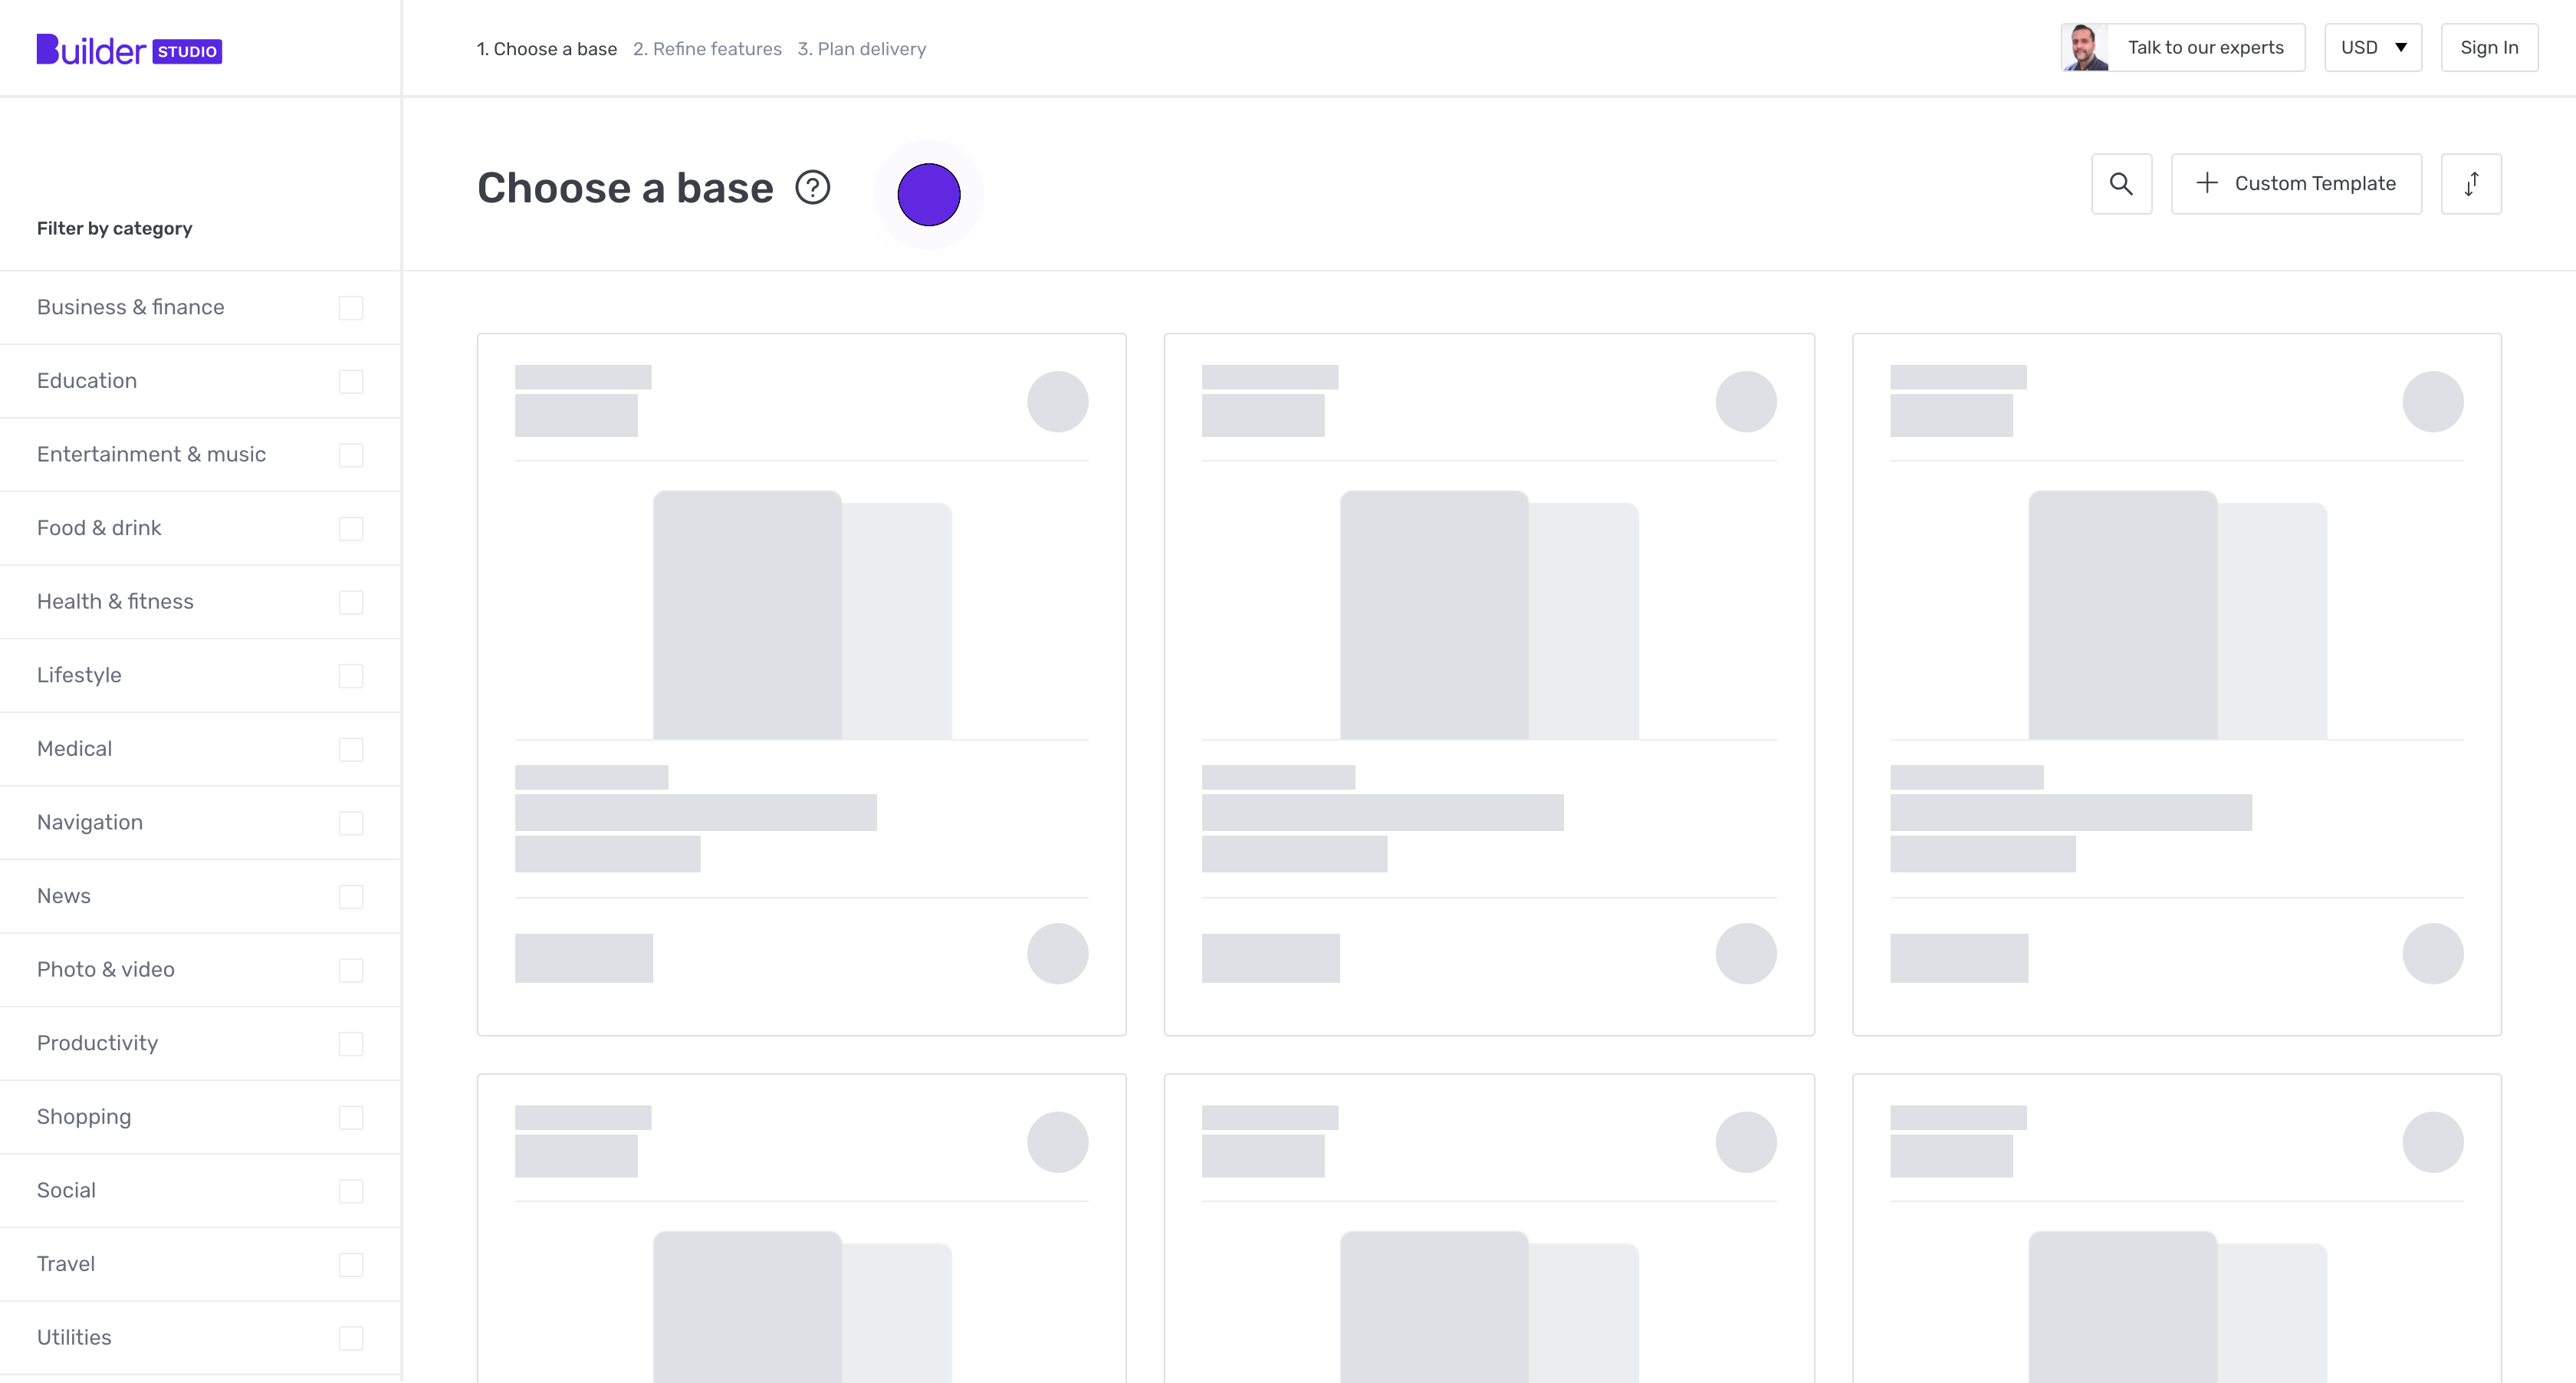 Builder STUDIO
1. Choose a base 2. Refine features 3. Plan delivery
Talk to our experts
USD
Sign In
Choose a base ?
Custom Template
Filter by category
Business & finance
Education
Entertainment & music
Food & drink
Health & fitness
Lifestyle
Medical
Navigation
News
Photo & video
Productivity
Shopping
Social
Travel
Utilities